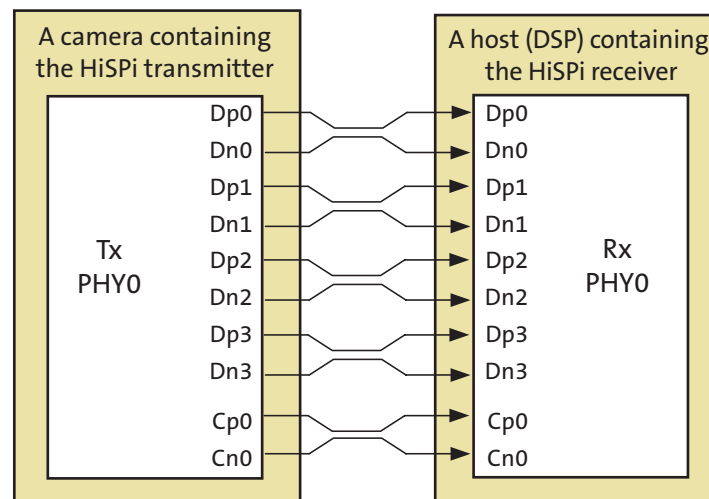 A camera containing
the HiSPi transmitter
A host (DSP) containing
the HiSPi receiver
Tx
PHY0
Dp0
Dn0
Dp1
Dn1
Dp2
Dn2
Dp3
Dn3
Cp0
Cn0
Dp0
Dn0
Dp1
Dn1
Dp2
Dn2
Dp3
Dn3
Cp0
Cn0
Rx
PHY0